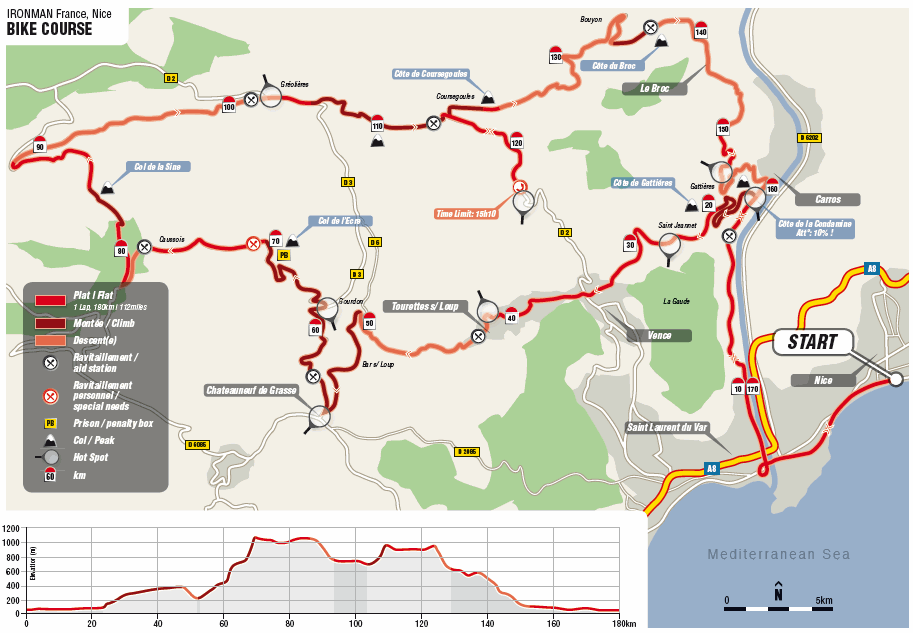 IRONMAN France, Nice
BIKE COURSE
Bouyon
140
130
Côte du Broc
D 2
Gréolières
Côte de Coursegoules
Le Broc
Coursegoules
100
110
150
D 6202
90
120
Col de la Sine
D 3
Côte de Gattières
Gattières
160
Carros
Time Limit: 15h10
20
Col de l'Ecre
Côte de la Condamine
Att°: 10% !
Saint Jeannet
80
Caussols
70
PB
D 6
D 2
30
A8
D 3
Gourdon
La Gaude
Tourrettes s/ Loup
60
50
40
Vence
START
Bar s/ Loup
Nice
Chateauneuf de Grasse
10
170
Saint Laurent du Var
D 6085
D 2085
A8
Plat / Flat
1 Lap, 180km / 112miles
Montée / Climb
Descent(e)
Ravitaillement /
aid station
Ravitaillement
personnel /
special needs
PB
Prison / penalty box
Col / Peak
Hot Spot
60
km
Mediterranean Sea
N
0
5km
1200
1000
800
600
400
200
0
Elevation (m)
0
20
40
60
80
100
120
140
160
180km